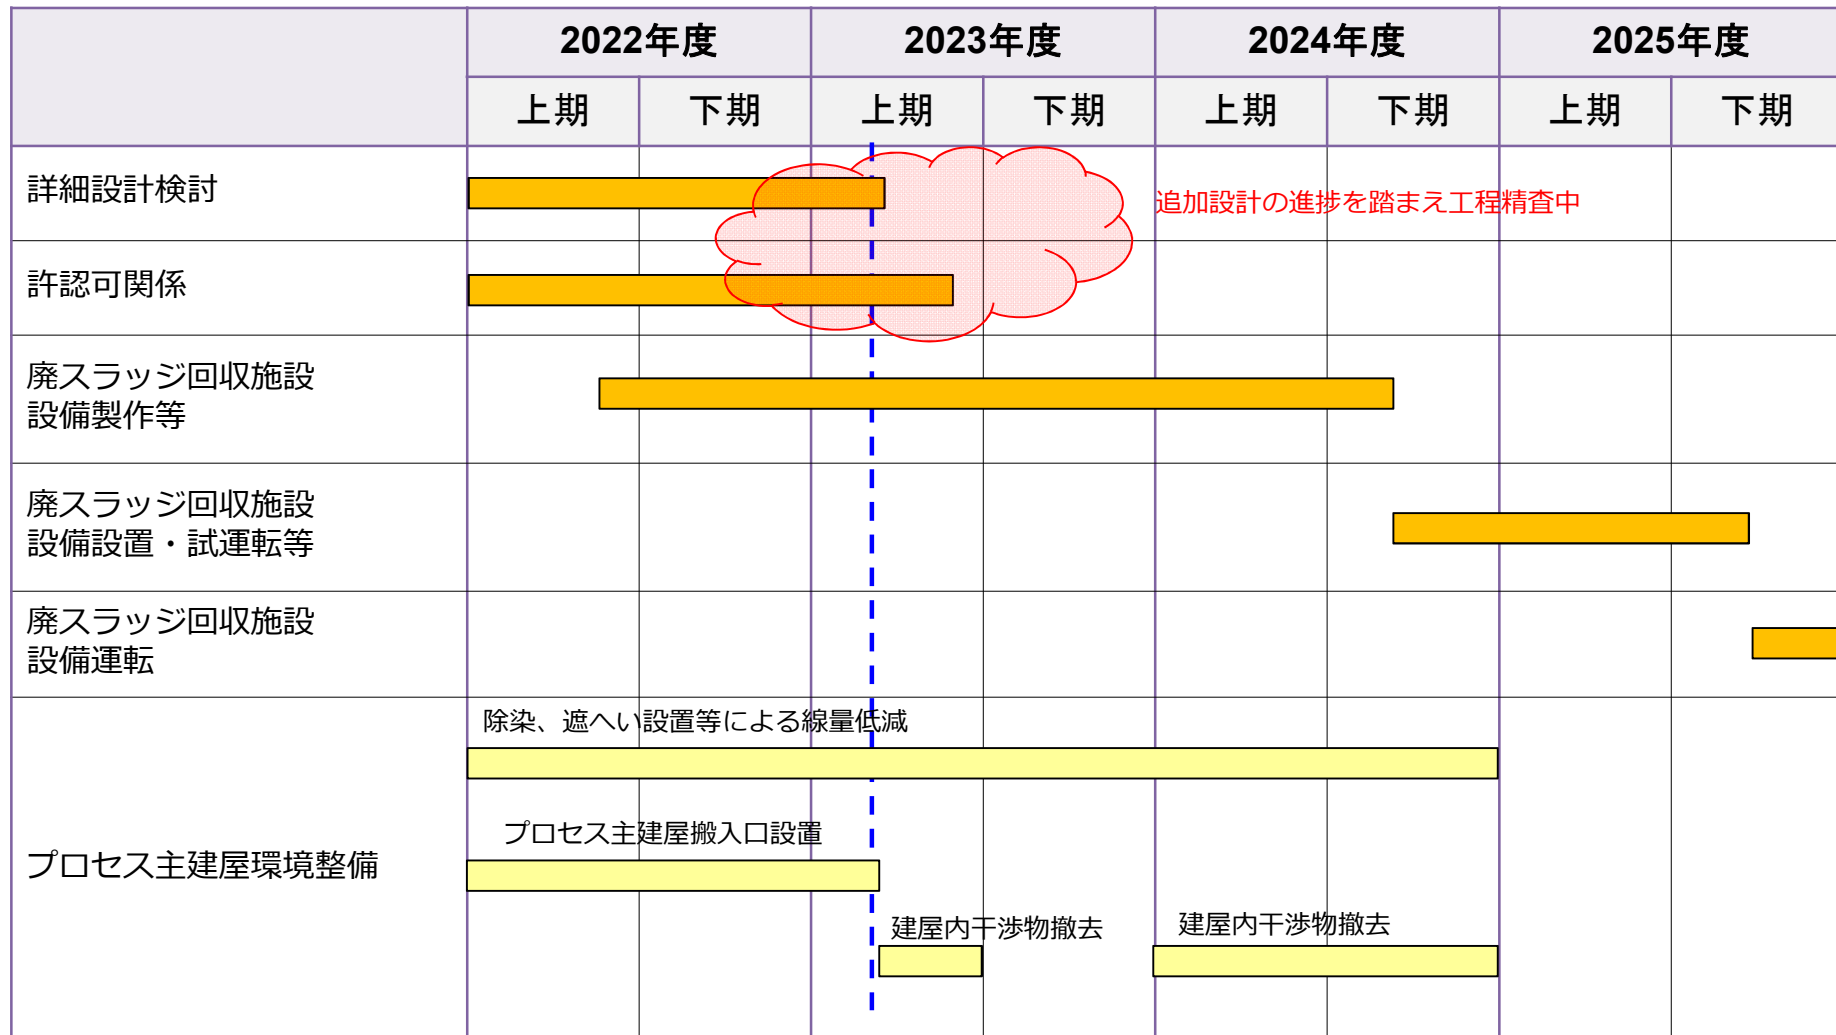 2022年度
2023年度
2024年度
2025年度
上期
下期
上期
下期
上期
下期
上期
下期
詳細設計検討
追加設計の進捗を踏まえ工程精査中
許認可関係
廃スラッジ回収施設
設備製作等
廃スラッジ回収施設
設備設置・試運転等
廃スラッジ回収施設
設備運転
プロセス主建屋環境整備
除染、遮へい設置等による線量低減
プロセス主建屋搬入口設置
建屋内干渉物撤去
建屋内干渉物撤去